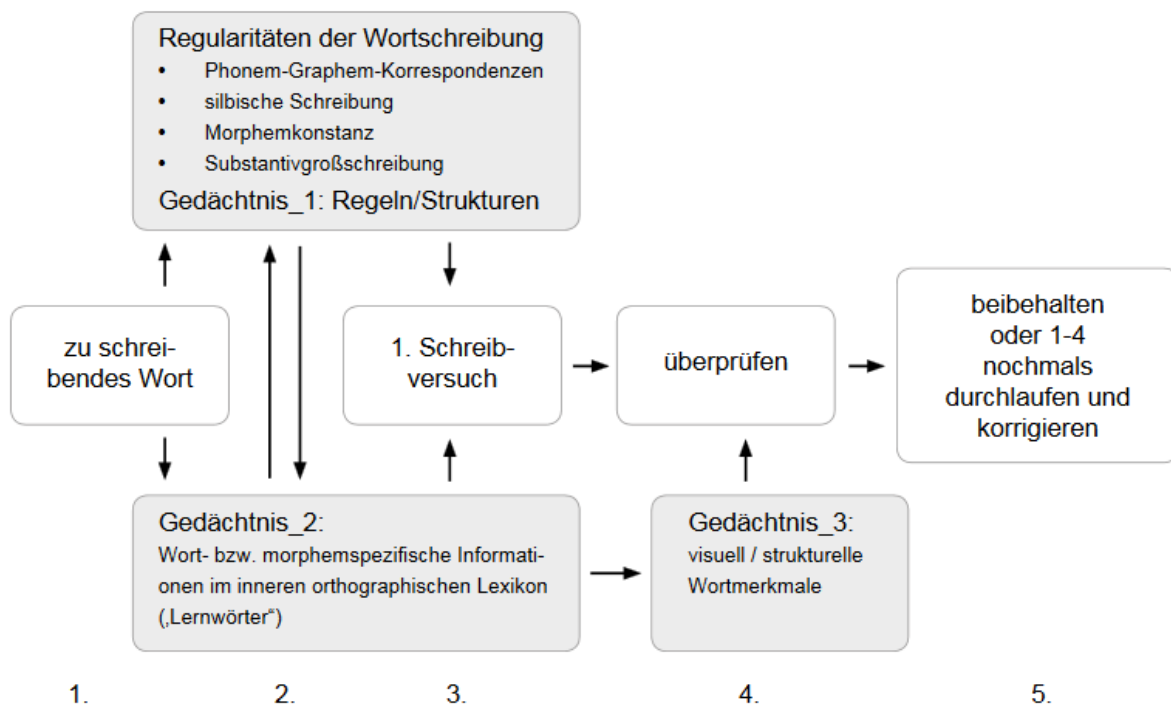 Regularitäten der Wortschreibung
• Phonem-Graphem-Korrespondenzen
• silbische Schreibung
• Morphemkonstanz
• Substantivgroßschreibung
Gedächtnis_1: Regeln/Strukturen
zu schrei-
bendes Wort
1. Schreib-
versuch
überprüfen
beibehalten
oder 1-4
nochmals
durchlaufen und
korrigieren
Gedächtnis_2:
Wort- bzw. morphemspezifische Informati-
onen im inneren orthographischen Lexikon
(‚Lernwörter“)
Gedächtnis_3:
visuell / strukturelle
Wortmerkmale
1. 2. 3. 4. 5.